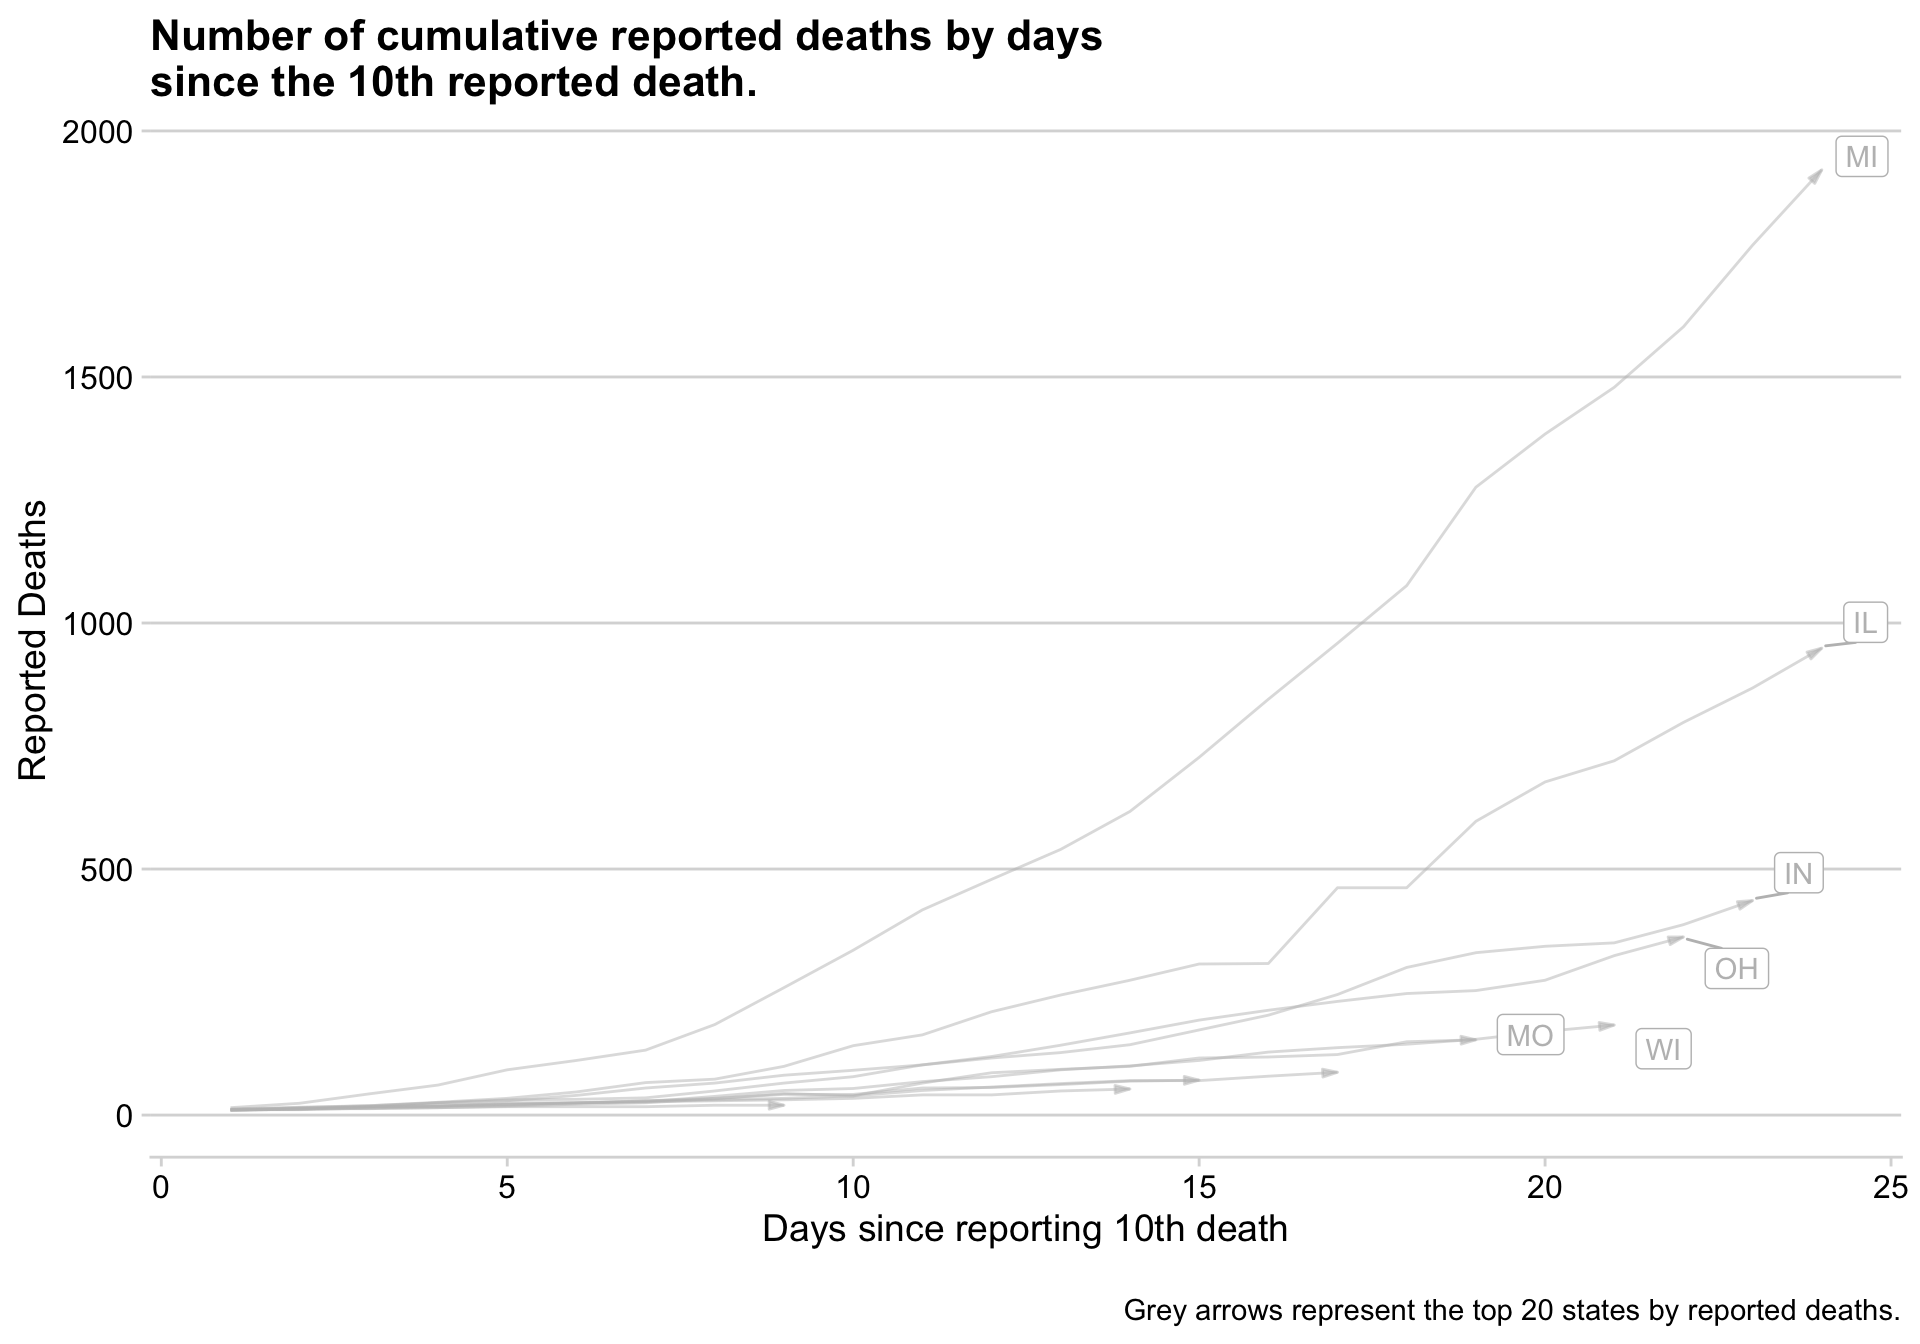 Number of cumulative reported deaths by days
since the 10th reported death.
2000
1500
1000
500
0
Reported Deaths
MI
IL
IN
OH
MO
WI
0 5 10 15 20 25
Days since reporting 10th death
Grey arrows represent the top 20 states by reported deaths.